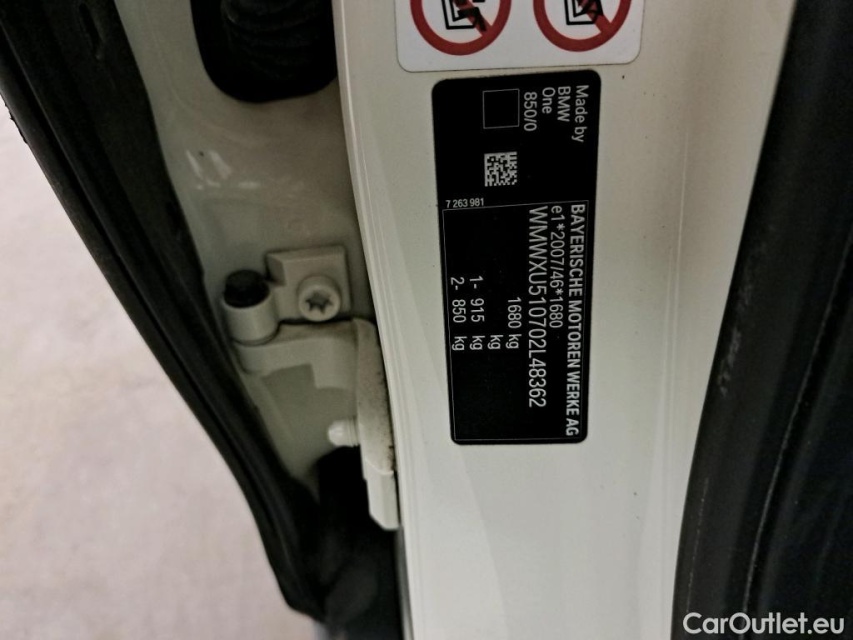 Made by
BMW
One
850/0
7 263 981
BAYERISCHE MOTOREN WERKE AG
e1*2007/46*1680
WMWXU510702L48362
1680 kg
1- 915 kg
2- 850 kg
CarOutlet.eu